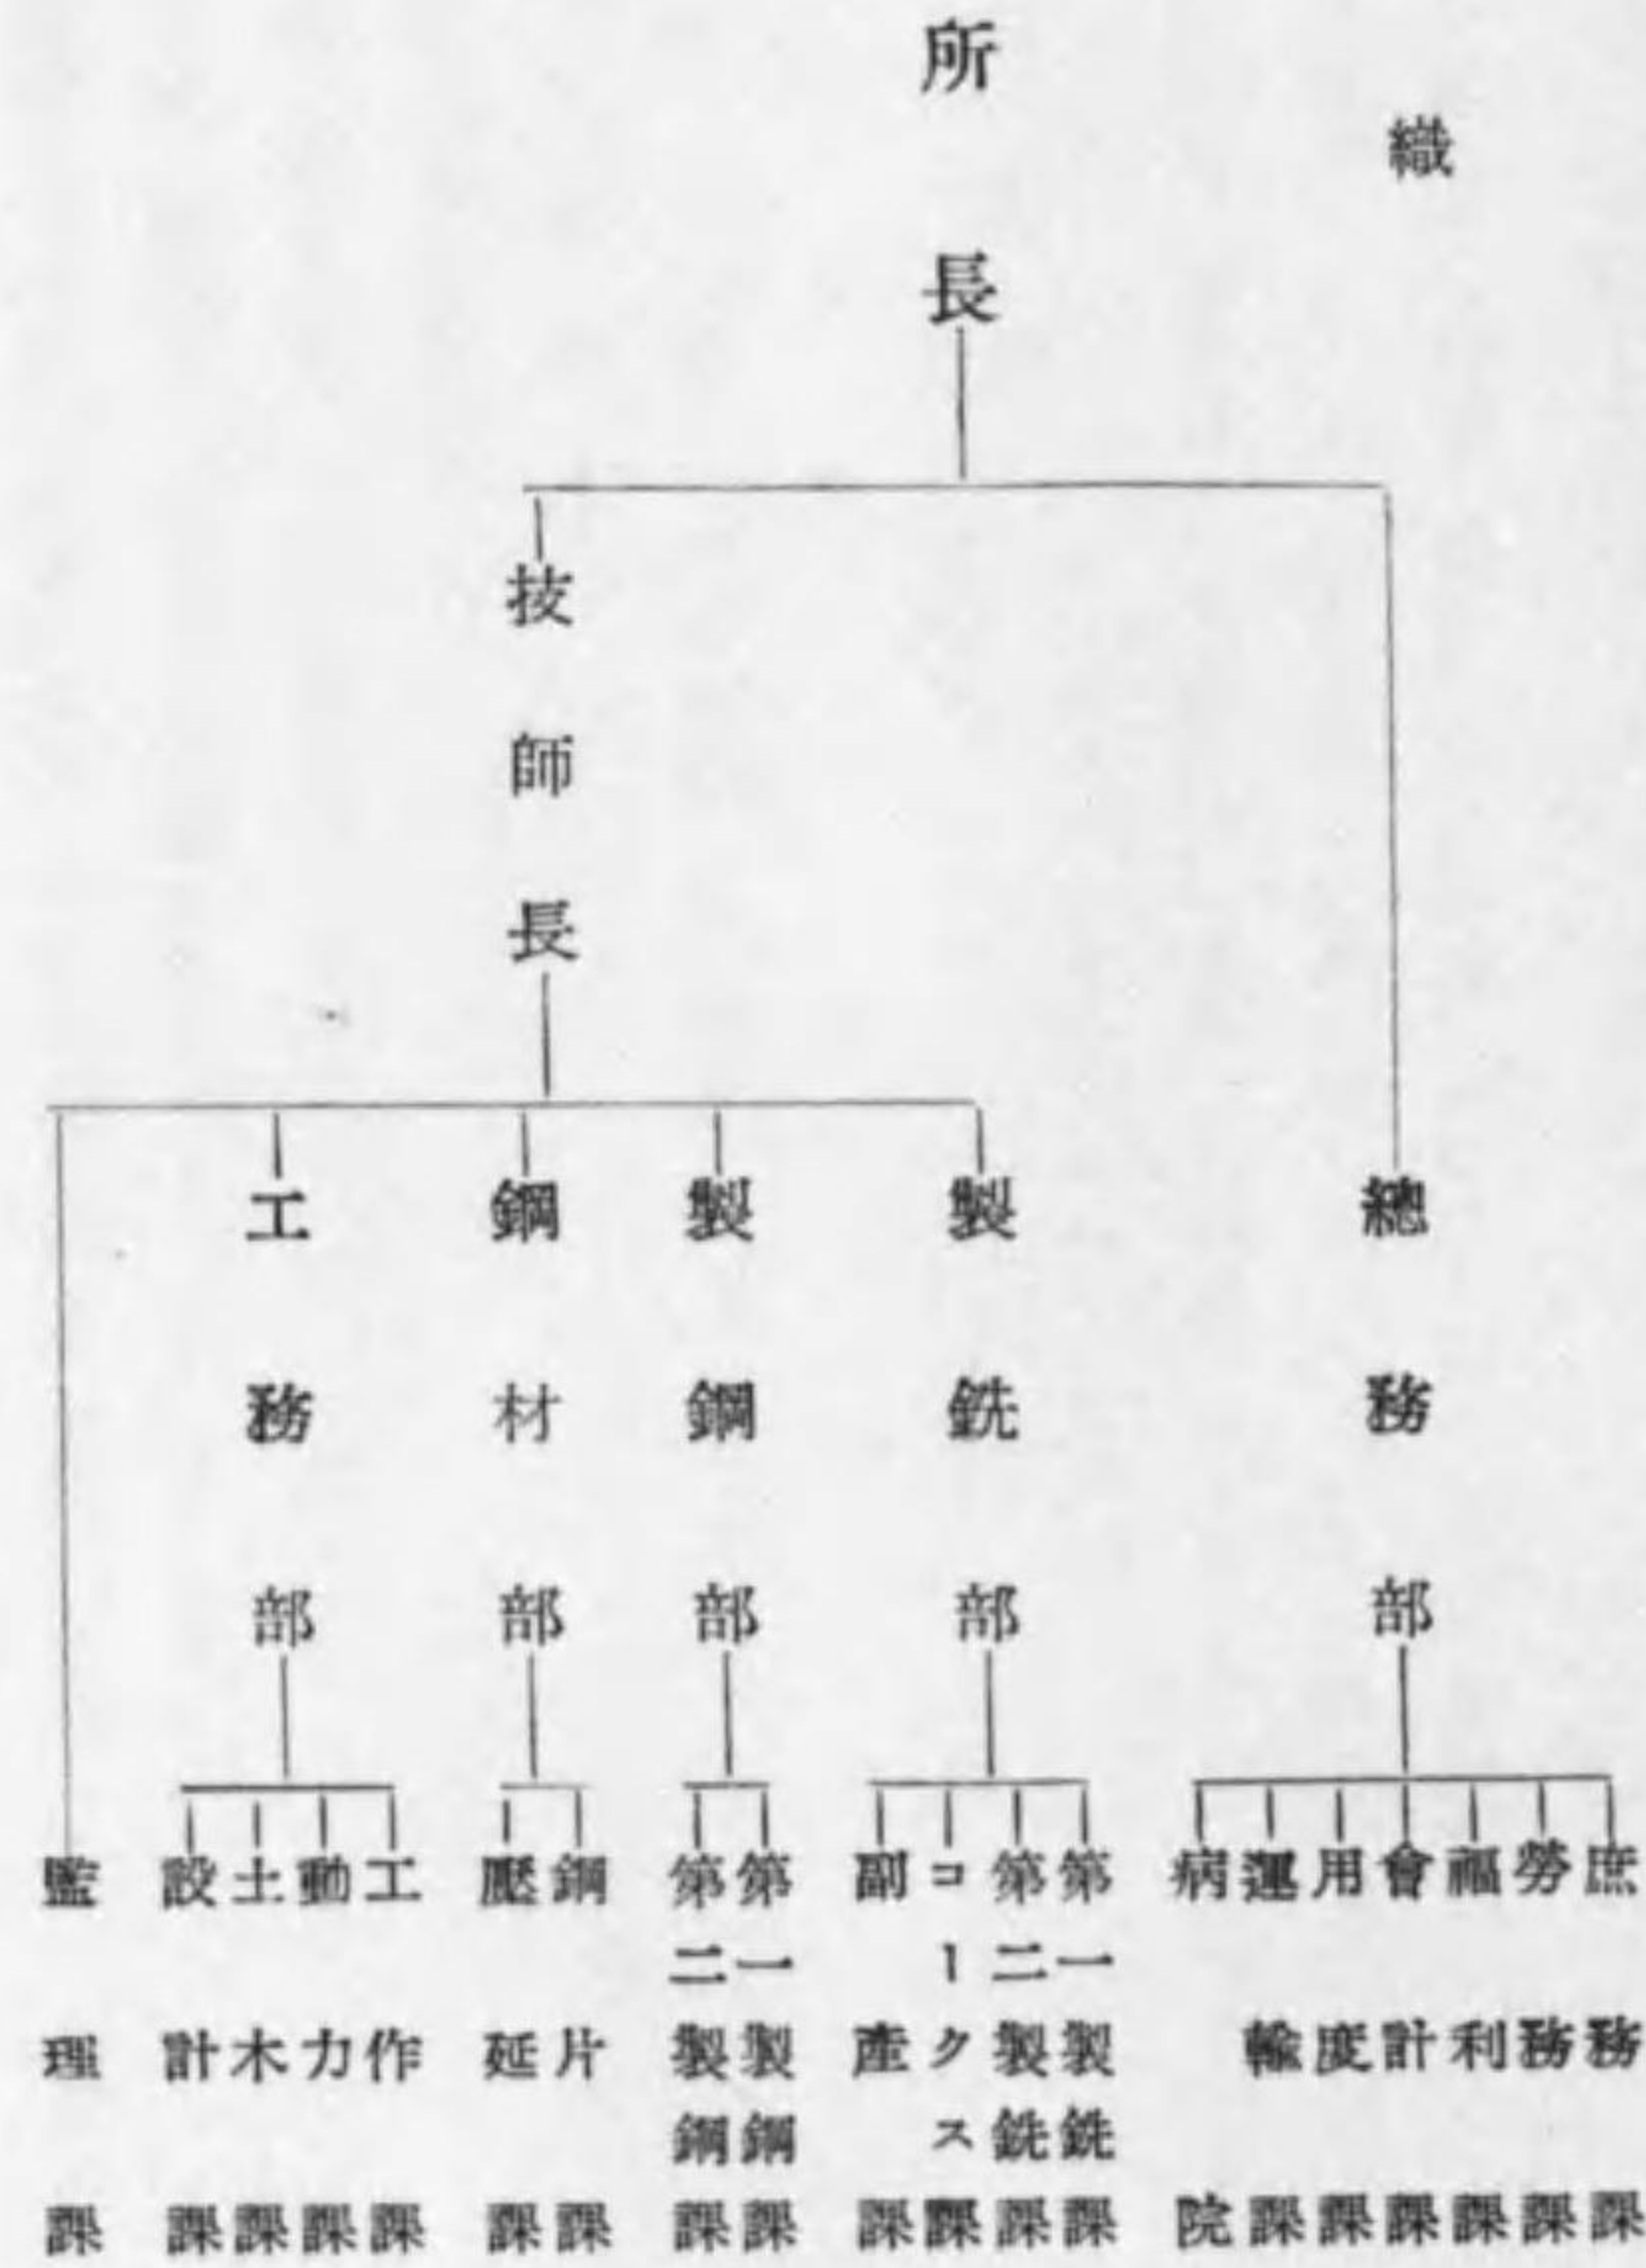 織
所長
技師長
總務部
製銑部
製鋼部
鋼材部
工務部
庶務課
勞務課
福利課
會計課
用度課
運輸課
病院
第一製銑課
第二製銑課
コークス課
副產課
第一製鋼課
第二製鋼課
鋼片課
壓延課
工作課
動力課
土木課
設計課
監理課